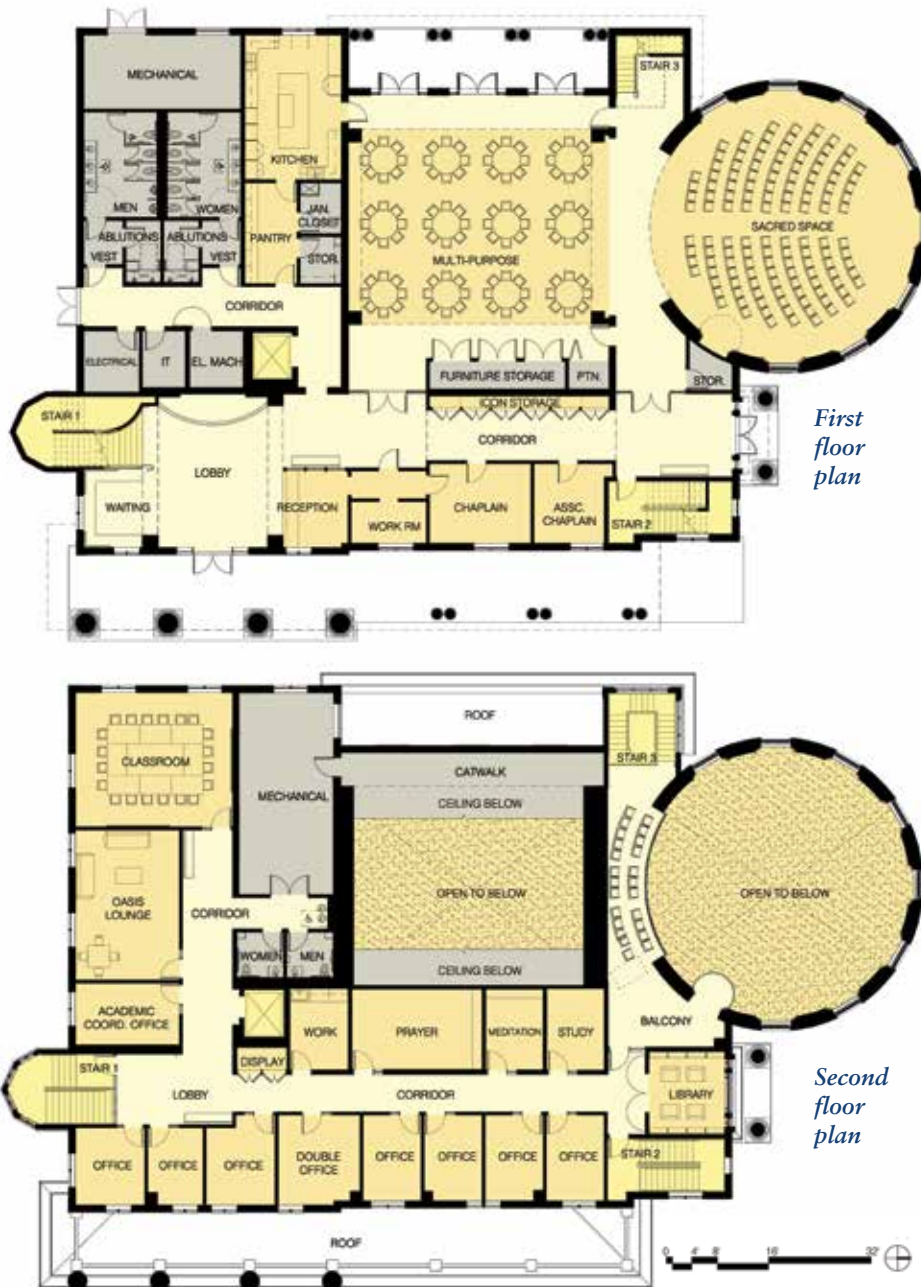 MECHANICAL
KITCHEN
STAIR 3
MEN
WOMEN
JAN.
CLOSET
SACRED SPACE
ABLUTIONS
ABLUTIONS
VEST
VEST
PANTRY
STOR.
MULTI-PURPOSE
CORRIDOR
ELECTRICAL
IT
EL. MACH
FURNITURE STORAGE
PTN.
STOR.
STAIR 1
ICON STORAGE
First
floor
plan
CORRIDOR
LOBBY
WAITING
RECEPTION
WORK RM
CHAPLAIN
ASSC.
CHAPLAIN
STAIR 2
ROOF
STAIR 3
CLASSROOM
MECHANICAL
CATWALK
CEILING BELOW
OASIS
LOUNGE
OPEN TO BELOW
OPEN TO BELOW
CORRIDOR
WOMEN
MEN
CEILING BELOW
ACADEMIC
COORD. OFFICE
WORK
PRAYER
MEDITATION
STUDY
BALCONY
STAIR 1
DISPLAY
LOBBY
CORRIDOR
LIBRARY
Second
floor
plan
OFFICE
OFFICE
OFFICE
DOUBLE
OFFICE
OFFICE
OFFICE
OFFICE
OFFICE
STAIR 2
ROOF
0 4' 8' 16' 32'